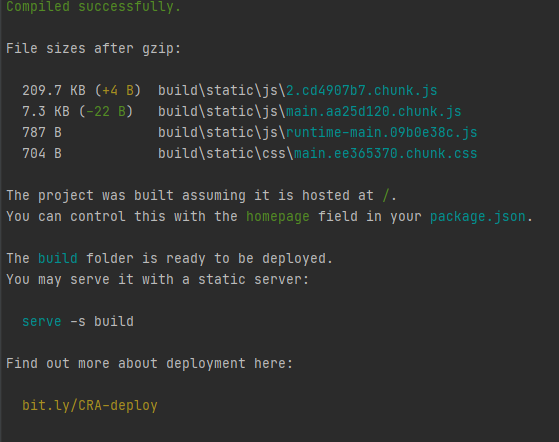 Compiled successfully.
File sizes after gzip:
209.7 KB (+4 B)  build\static\js\2.cd4907b7.chunk.js
7.3 KB (-22 B)   build\static\js\main.aa25d120.chunk.js
787 B            build\static\js\runtime-main.09b0e38c.js
704 B            build\static\css\main.ee365370.chunk.css
The project was built assuming it is hosted at /.
You can control this with the homepage field in your package.json.
The build folder is ready to be deployed.
You may serve it with a static server:
serve -s build
Find out more about deployment here:
bit.ly/CRA-deploy